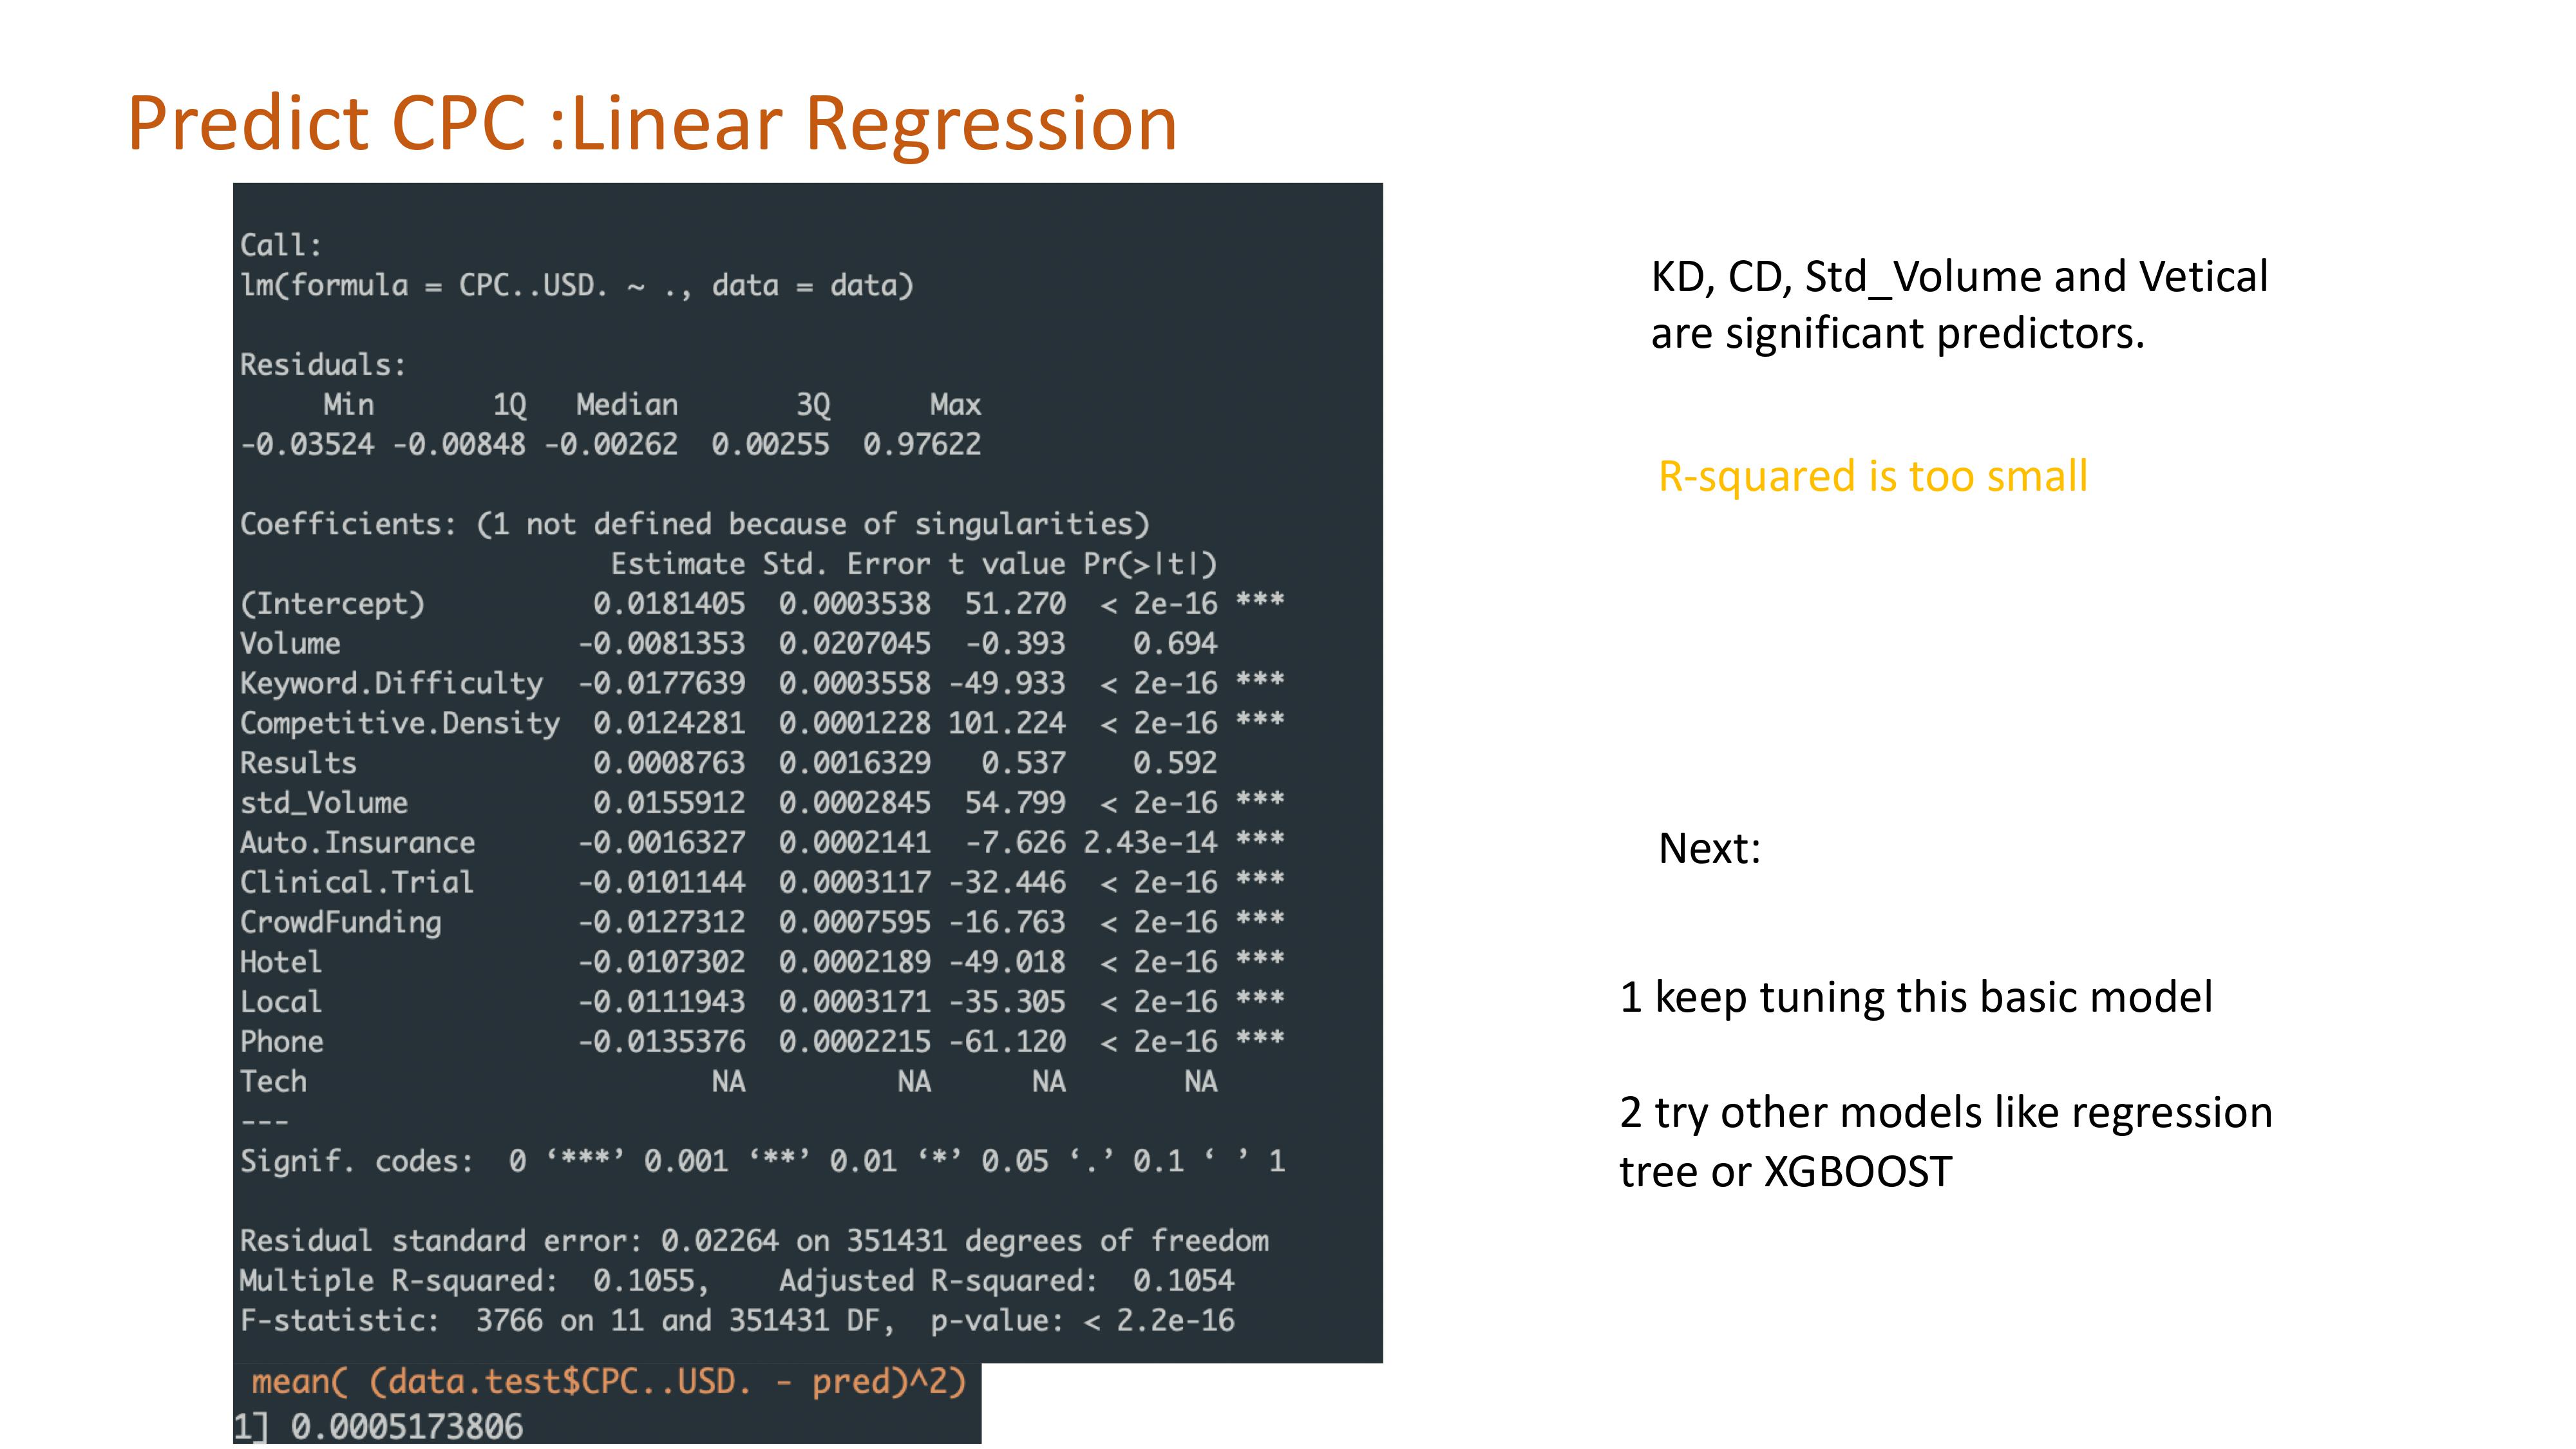 Predict CPC :Linear Regression
Call:
lm(formula = CPC..USD. ~ ., data = data)
Residuals:
Min 1Q Median 3Q Max
-0.03524 -0.00848 -0.00262 0.00255 0.97622
Coefficients: (1 not defined because of singularities)
Estimate Std. Error t value Pr(>|t|)
(Intercept) 0.0181405 0.0003538 51.270 < 2e-16 ***
Volume -0.0081353 0.0207045 -0.393 0.694
Keyword.Difficulty -0.0177639 0.0003558 -49.933 < 2e-16 ***
Competitive.Density 0.0124281 0.0001228 101.224 < 2e-16 ***
Results 0.0008763 0.0016329 0.537 0.592
std_Volume 0.0155912 0.0002845 54.799 < 2e-16 ***
Auto.Insurance -0.0016327 0.0002141 -7.626 2.43e-14 ***
Clinical.Trial -0.0101144 0.0003117 -32.446 < 2e-16 ***
CrowdFunding -0.0127312 0.0007595 -16.763 < 2e-16 ***
Hotel -0.0107302 0.0002189 -49.018 < 2e-16 ***
Local -0.0111943 0.0003171 -35.305 < 2e-16 ***
Phone -0.0135376 0.0002215 -61.120 < 2e-16 ***
Tech NA NA NA NA
---
Signif. codes: 0 ‘***’ 0.001 ‘**’ 0.01 ‘*’ 0.05 ‘.’ 0.1 ‘ ’ 1
Residual standard error: 0.02264 on 351431 degrees of freedom
Multiple R-squared: 0.1055, Adjusted R-squared: 0.1054
F-statistic: 3766 on 11 and 351431 DF, p-value: < 2.2e-16
mean( (data.test$CPC..USD. - pred)^2)
1] 0.0005173806
KD, CD, Std_Volume and Vetical
are significant predictors.
R-squared is too small
Next:
1 keep tuning this basic model
2 try other models like regression
tree or XGBOOST